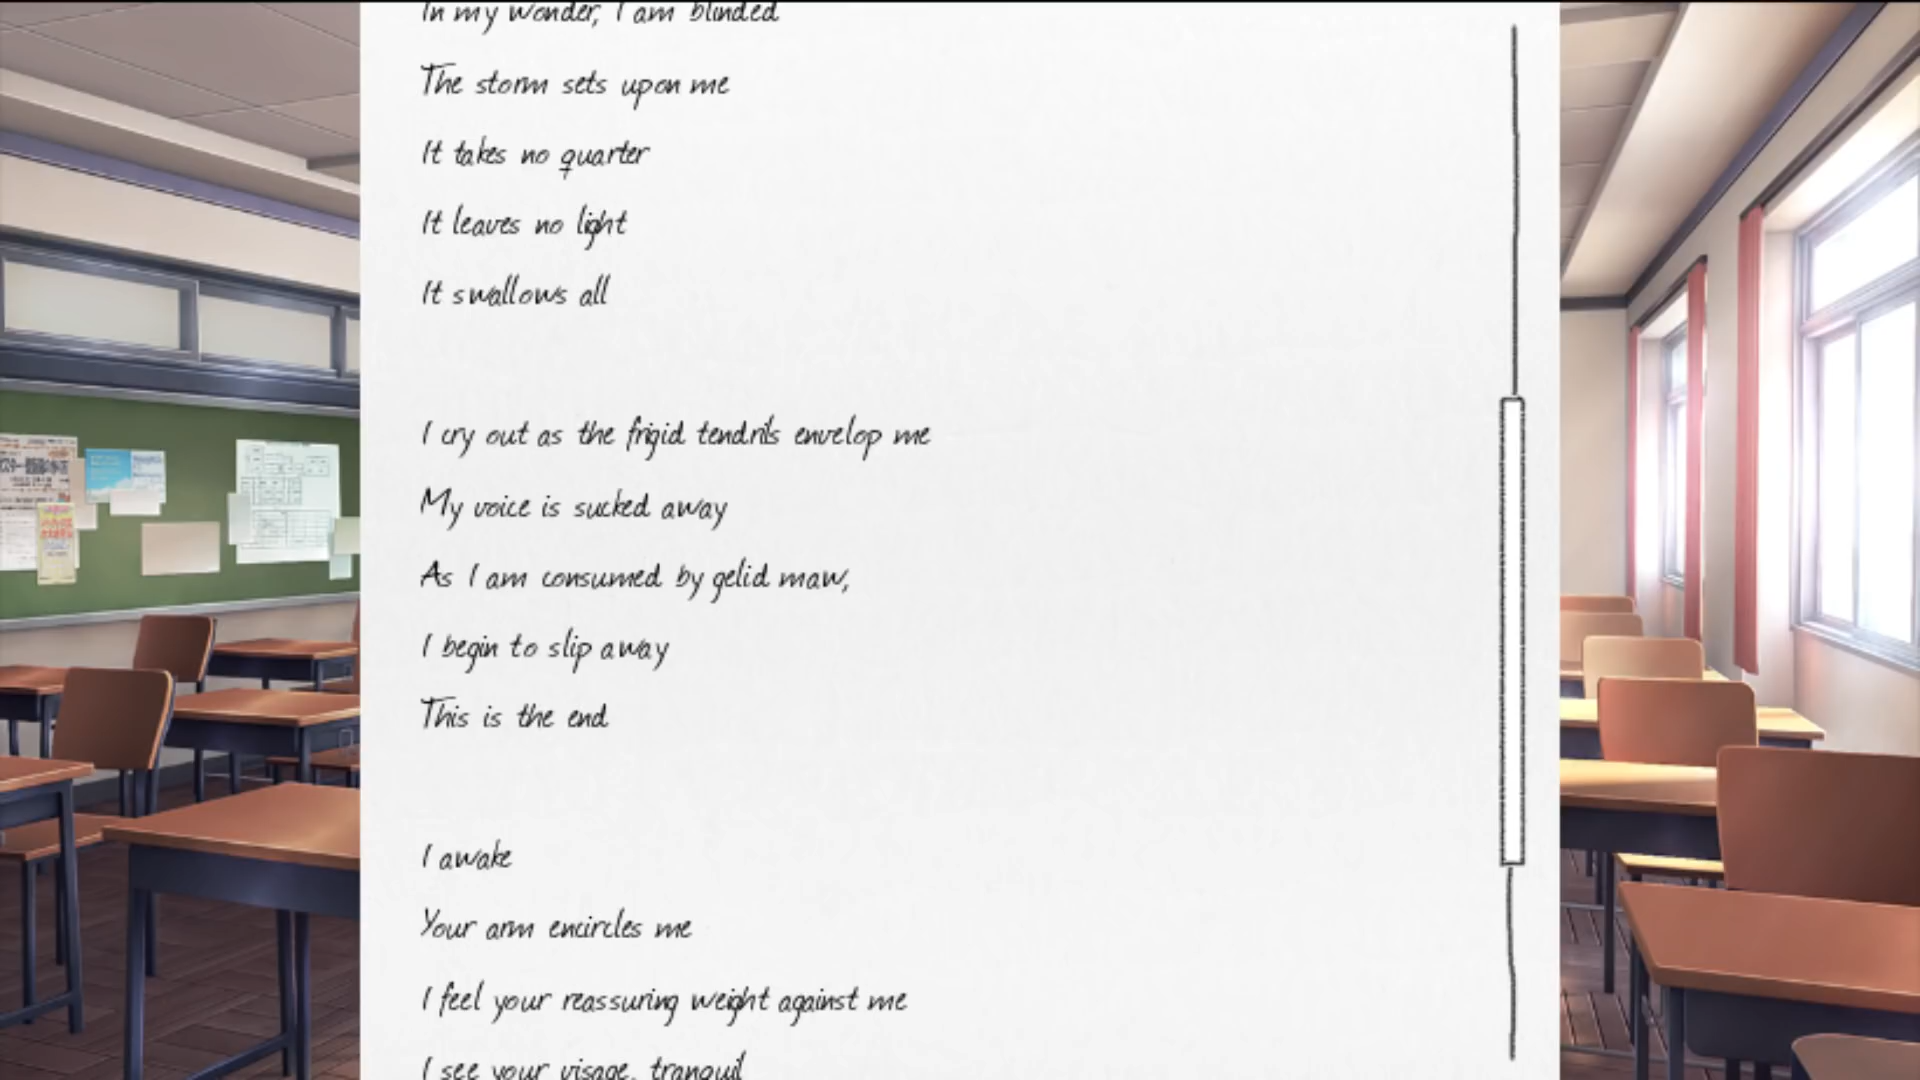 In my wonder, I am blinded
The storm sets upon me
It takes no quarter
It leaves no light
It swallows all
I cry out as the frigid tendrils envelop me
My voice is sucked away
As I am consumed by gelid maw,
I begin to slip away
This is the end
I awake
Your arm encircles me
I feel your reassuring weight against me
I see your visage, tranquil